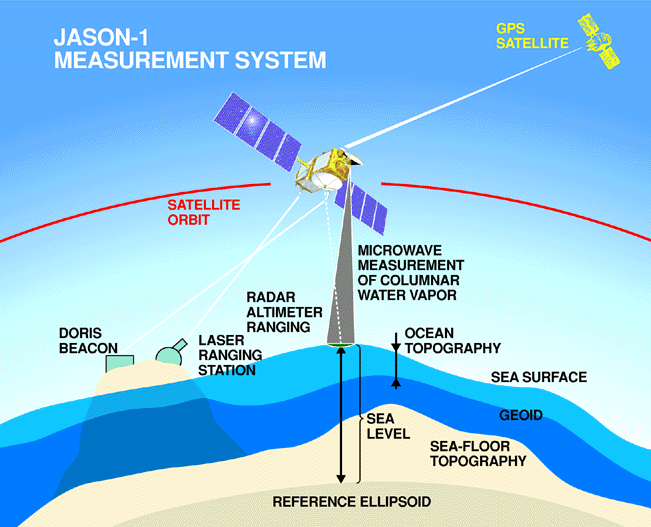 JASON-1
MEASUREMENT SYSTEM
GPS
SATELLITE
SATELLITE
ORBIT
MICROWAVE
MEASUREMENT
OF COLUMNAR
WATER VAPOR
RADAR
ALTIMETER
RANGING
DORIS
BEACON
LASER
RANGING
STATION
OCEAN
TOPOGRAPHY
SEA SURFACE
GEOID
SEA
LEVEL
SEA-FLOOR
TOPOGRAPHY
REFERENCE ELLIPSOID